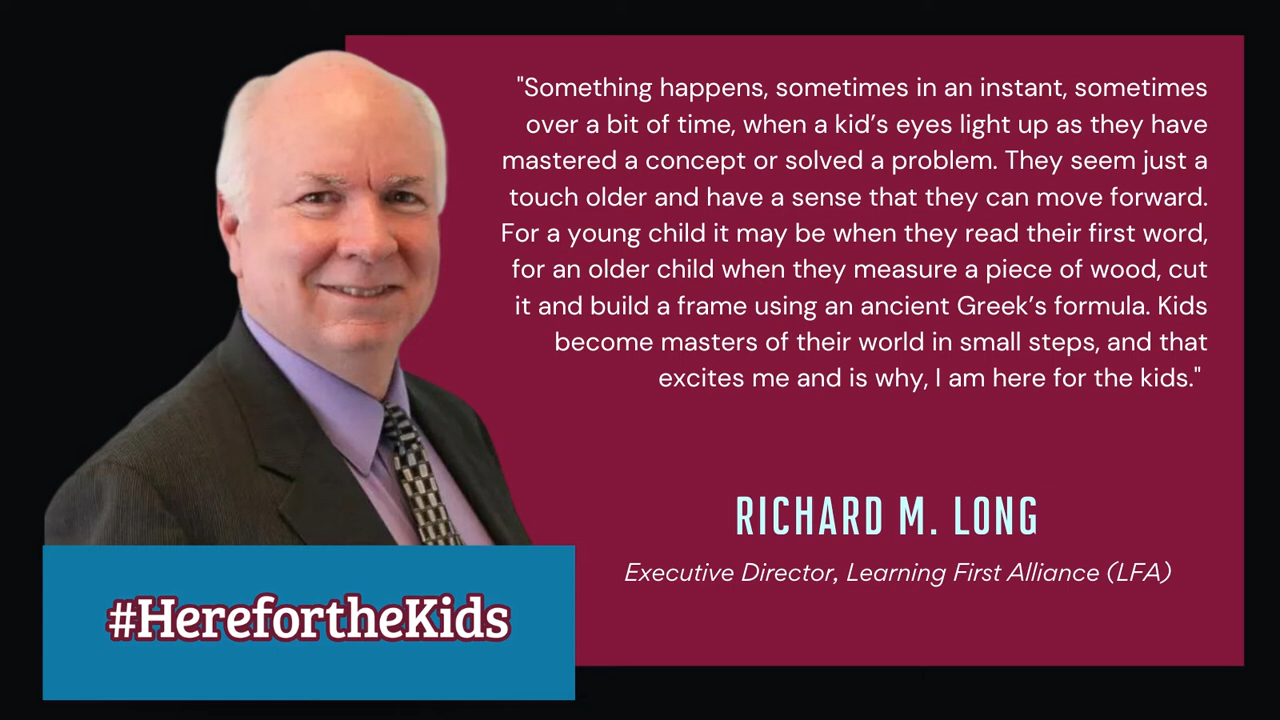 "Something happens, sometimes in an instant, sometimes
over a bit of time, when a kid’s eyes light up as they have
mastered a concept or solved a problem. They seem just a
touch older and have a sense that they can move forward.
For a young child it may be when they read their first word,
for an older child when they measure a piece of wood, cut
it and build a frame using an ancient Greek’s formula. Kids
become masters of their world in small steps, and that
excites me and is why, I am here for the kids."
RICHARD M. LONG
Executive Director, Learning First Alliance (LFA)
#HerefortheKids